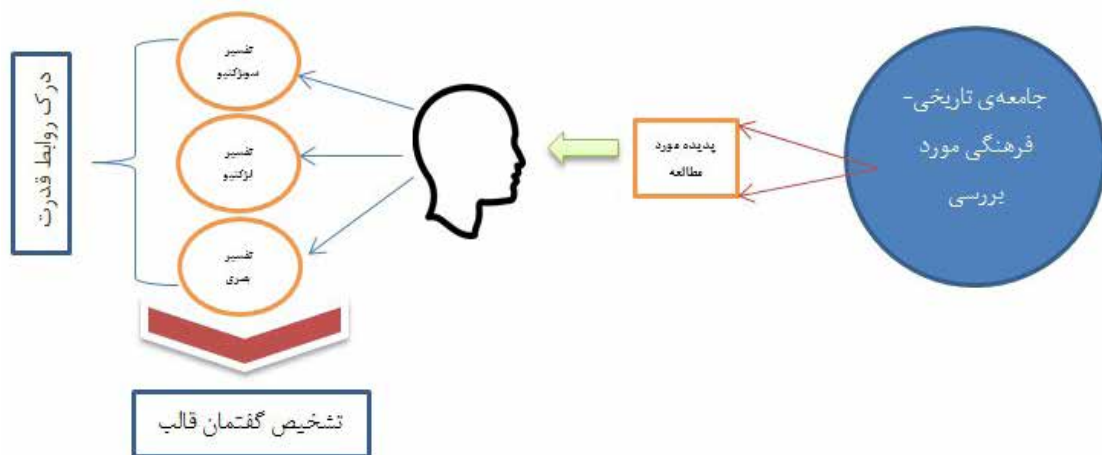 جامعه‌ی تاریخی-
فرهنگی مورد
بررسی
پدیده مورد
مطالعه
تفسیر
سوبژکتیو
تفسیر
ابژکتیو
تفسیر
بصری
درک روابط قدرت
تشخیص گفتمان قالب